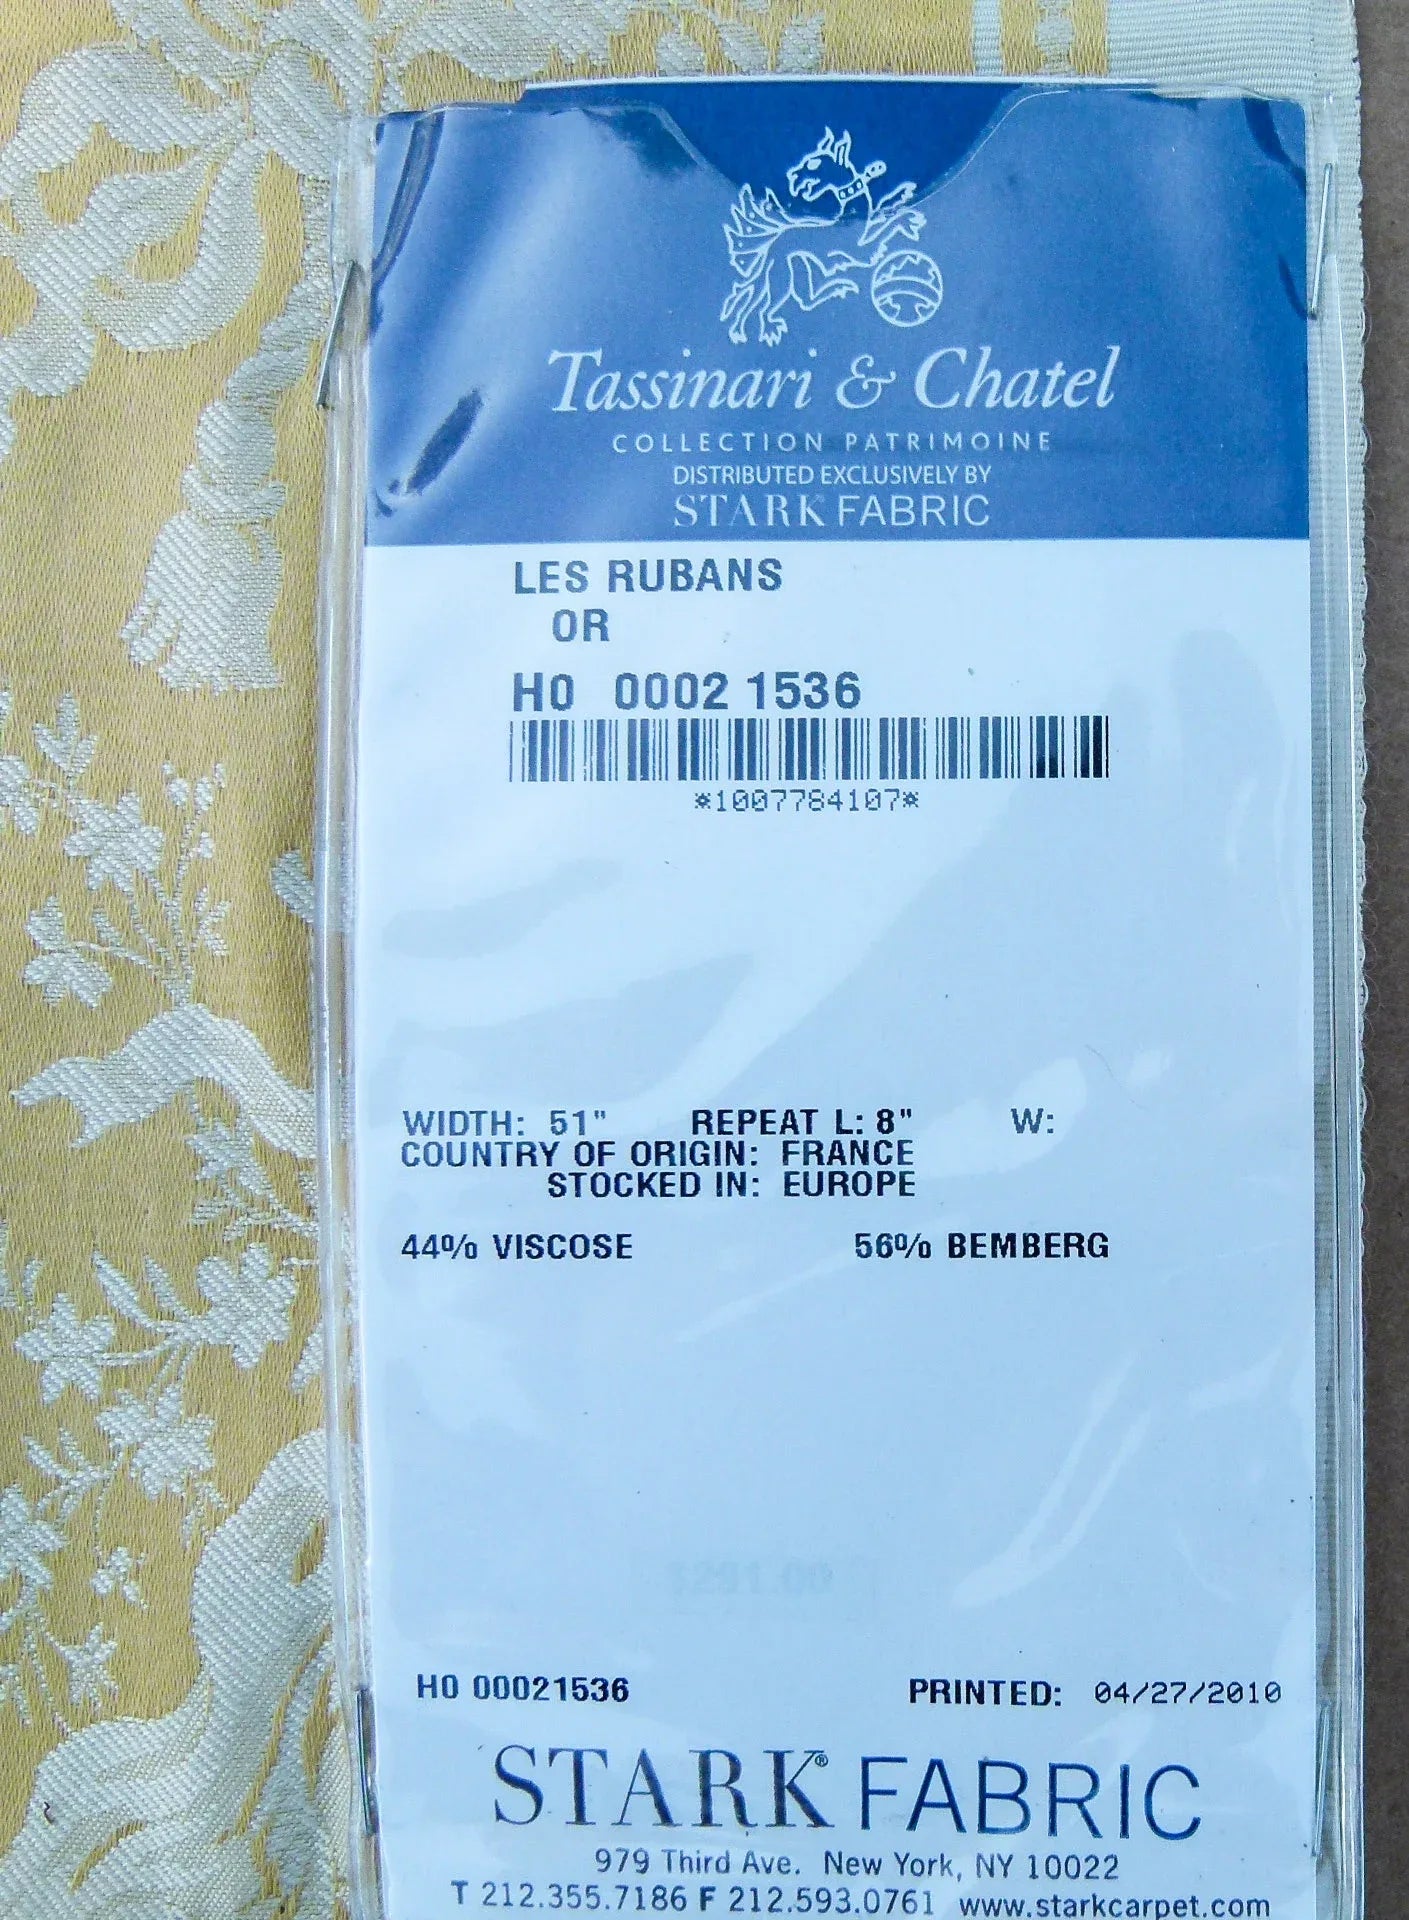 Tassinari & Chatel
COLLECTION PATRIMOINE
DISTRIBUTED EXCLUSIVELY BY
STARK FABRIC
LES RUBANS
OR
H0 0002 1536
*1007784107*
WIDTH: 51" REPEAT L: 8" W:
COUNTRY OF ORIGIN: FRANCE
STOCKED IN: EUROPE
44% VISCOSE 56% BEMBERG
$291.00
H0 00021536 PRINTED: 04/27/2010
STARK® FABRIC
979 Third Ave. New York, NY 10022
T 212.355.7186 F 212.593.0761 www.starkcarpet.com